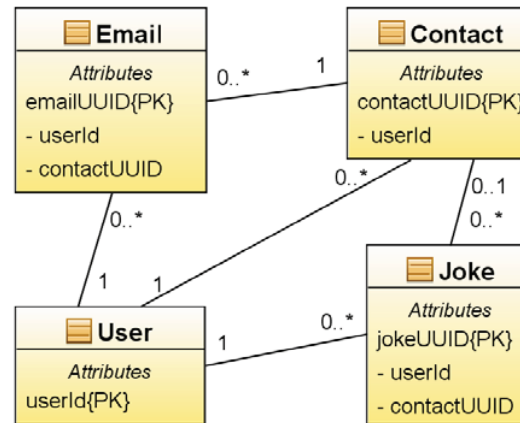 Email
Attributes
emailUUID{PK}
- userId
- contactUUID
0..*
1
Contact
Attributes
contactUUID{PK}
- userId
0..*
1
0..*
1
0..1
0..*
User
Attributes
userId{PK}
1
0..*
Joke
Attributes
jokeUUID{PK}
- userId
- contactUUID